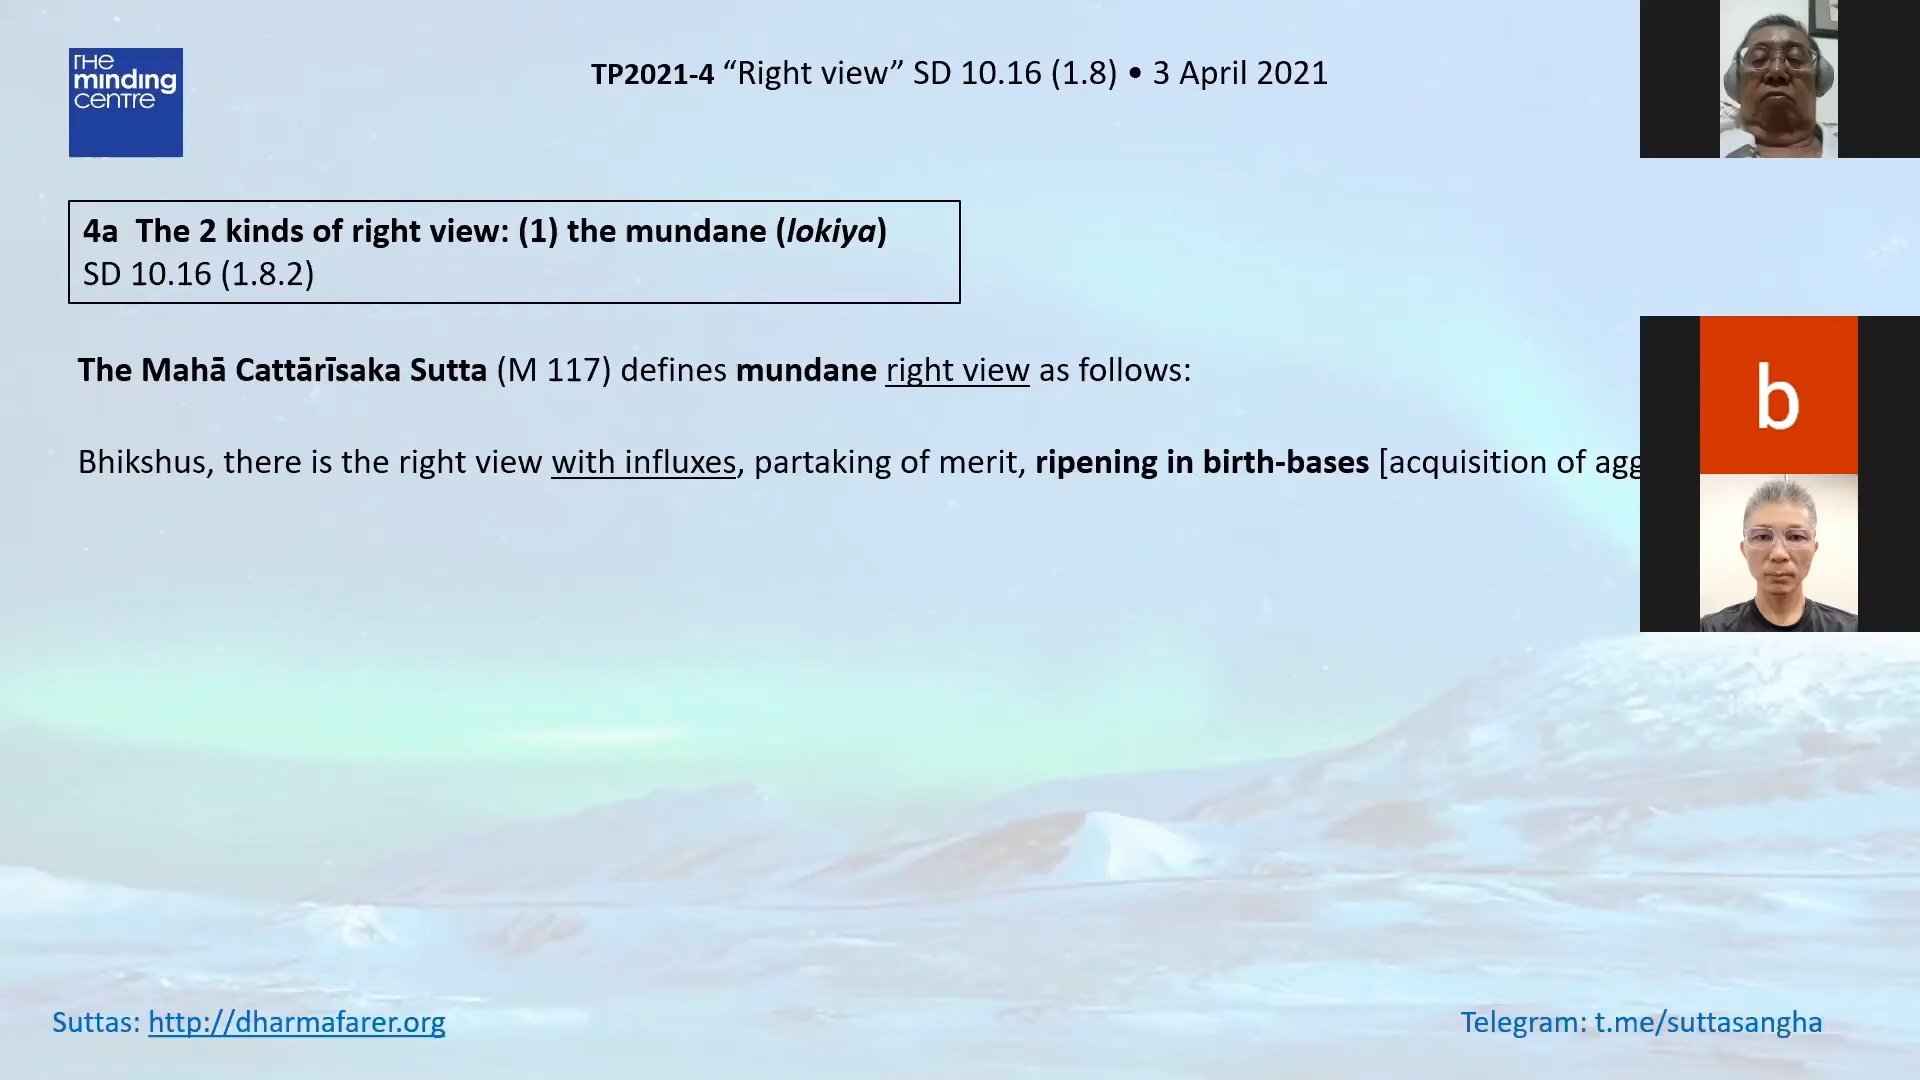 THE
minding
centre
TP2021-4 “Right view” SD 10.16 (1.8) • 3 April 2021
4a The 2 kinds of right view: (1) the mundane (lokiya)
SD 10.16 (1.8.2)
The Mahā Cattārīsaka Sutta (M 117) defines mundane right view as follows:
Bhikshus, there is the right view with influxes, partaking of merit, ripening in birth-bases [acquisition of agg
b
Suttas: http://dharmafarer.org
Telegram: t.me/suttasangha